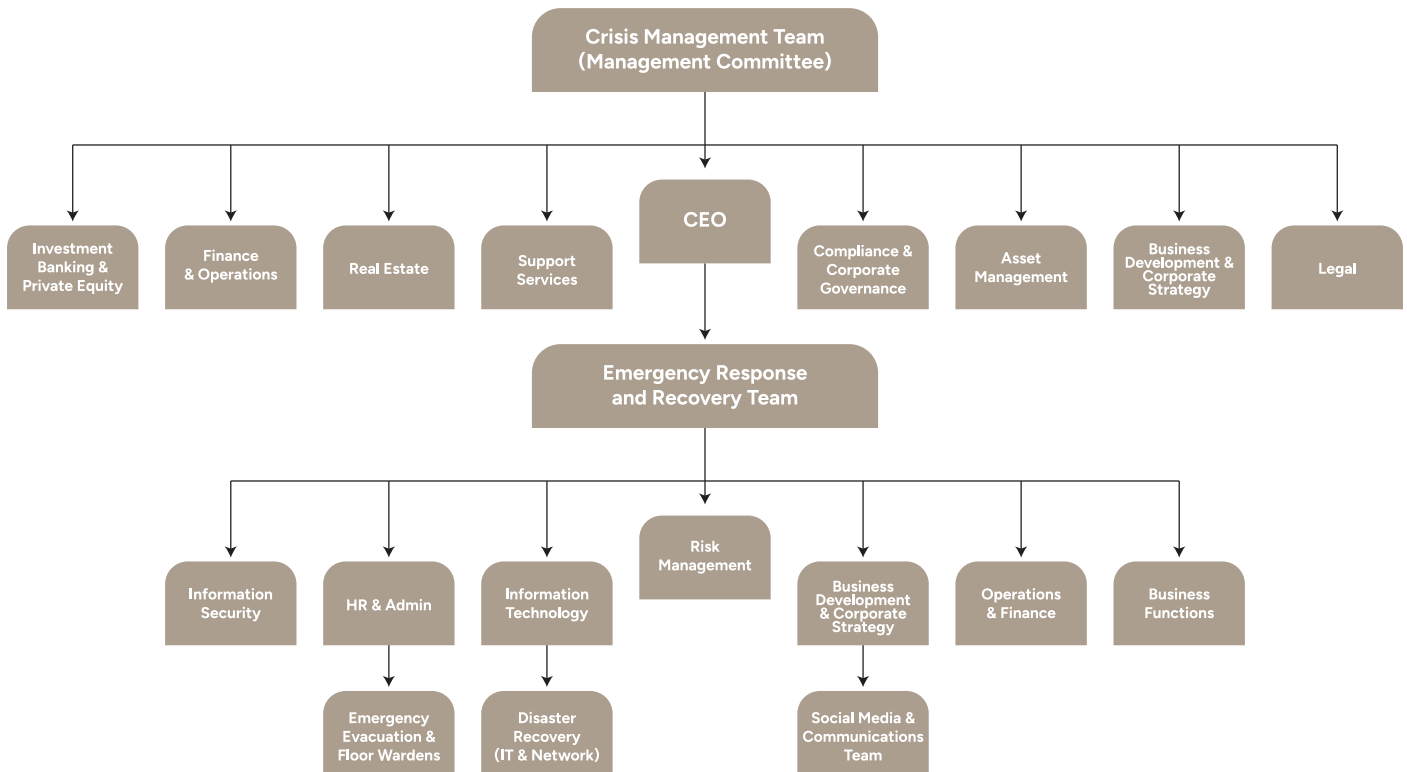 Crisis Management Team
(Management Committee)
Investment
Banking &
Private Equity
Finance
& Operations
Real Estate
Support
Services
CEO
Compliance &
Corporate
Governance
Asset
Management
Business
Development &
Corporate
Strategy
Legal
Emergency Response
and Recovery Team
Information
Security
HR & Admin
Information
Technology
Risk
Management
Business
Development
& Corporate
Strategy
Operations
& Finance
Business
Functions
Emergency
Evacuation &
Floor Wardens
Disaster
Recovery
(IT & Network)
Social Media &
Communications
Team